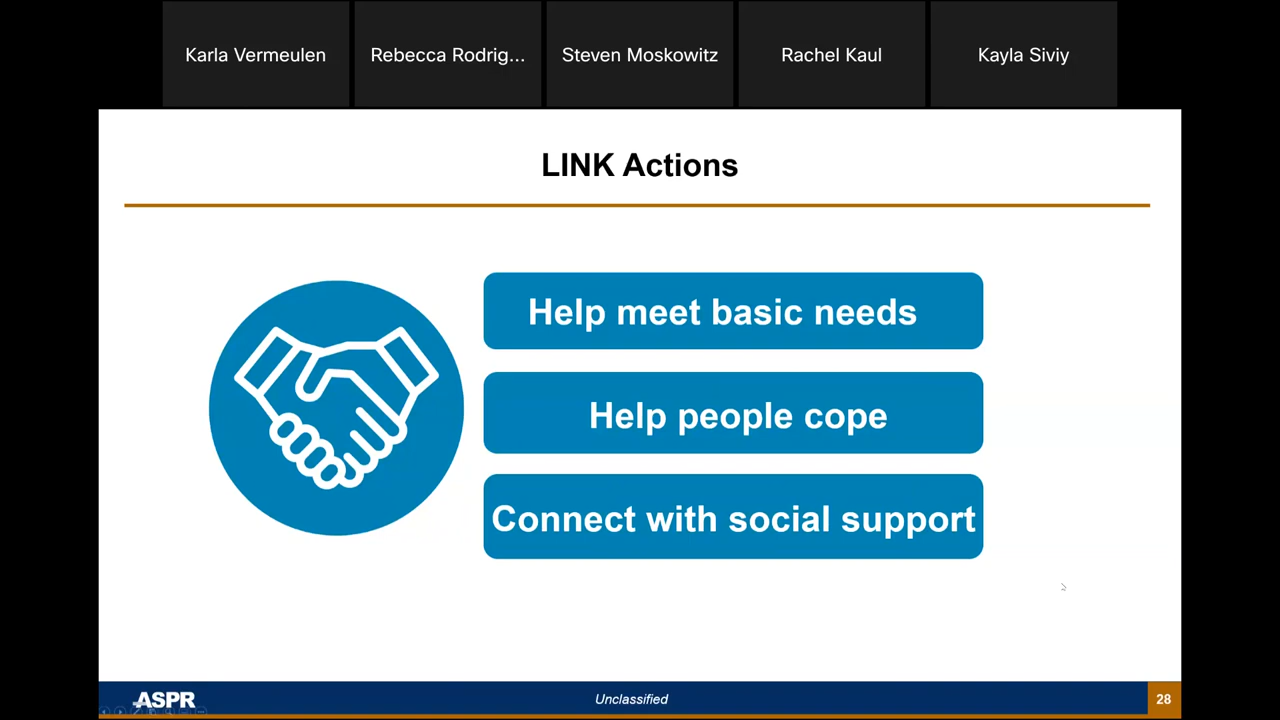 Karla Vermeulen
Rebecca Rodrig...
Steven Moskowitz
Rachel Kaul
Kayla Siviy
LINK Actions
Help meet basic needs
Help people cope
Connect with social support
ASPR
Unclassified
28